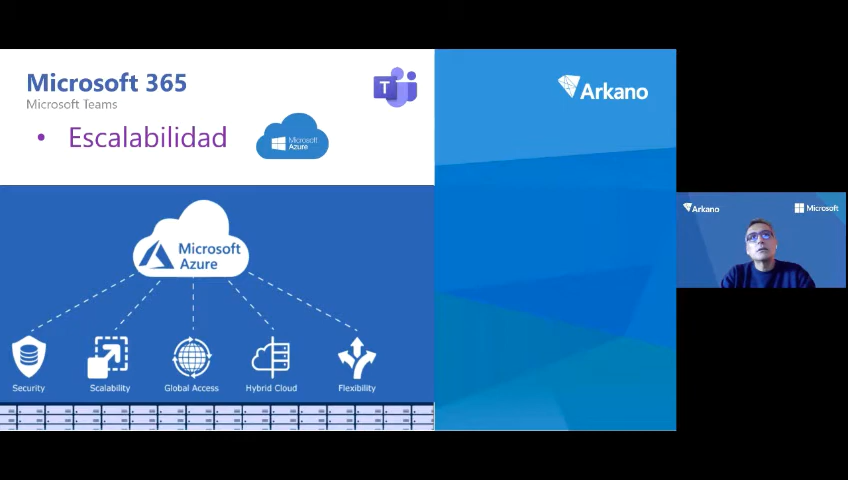 Microsoft 365
Microsoft Teams
T
• Escalabilidad
Microsoft
Azure
Arkano
Microsoft
Azure
Security
Scalability
Global Access
Hybrid Cloud
Flexibility
Arkano
Microsoft